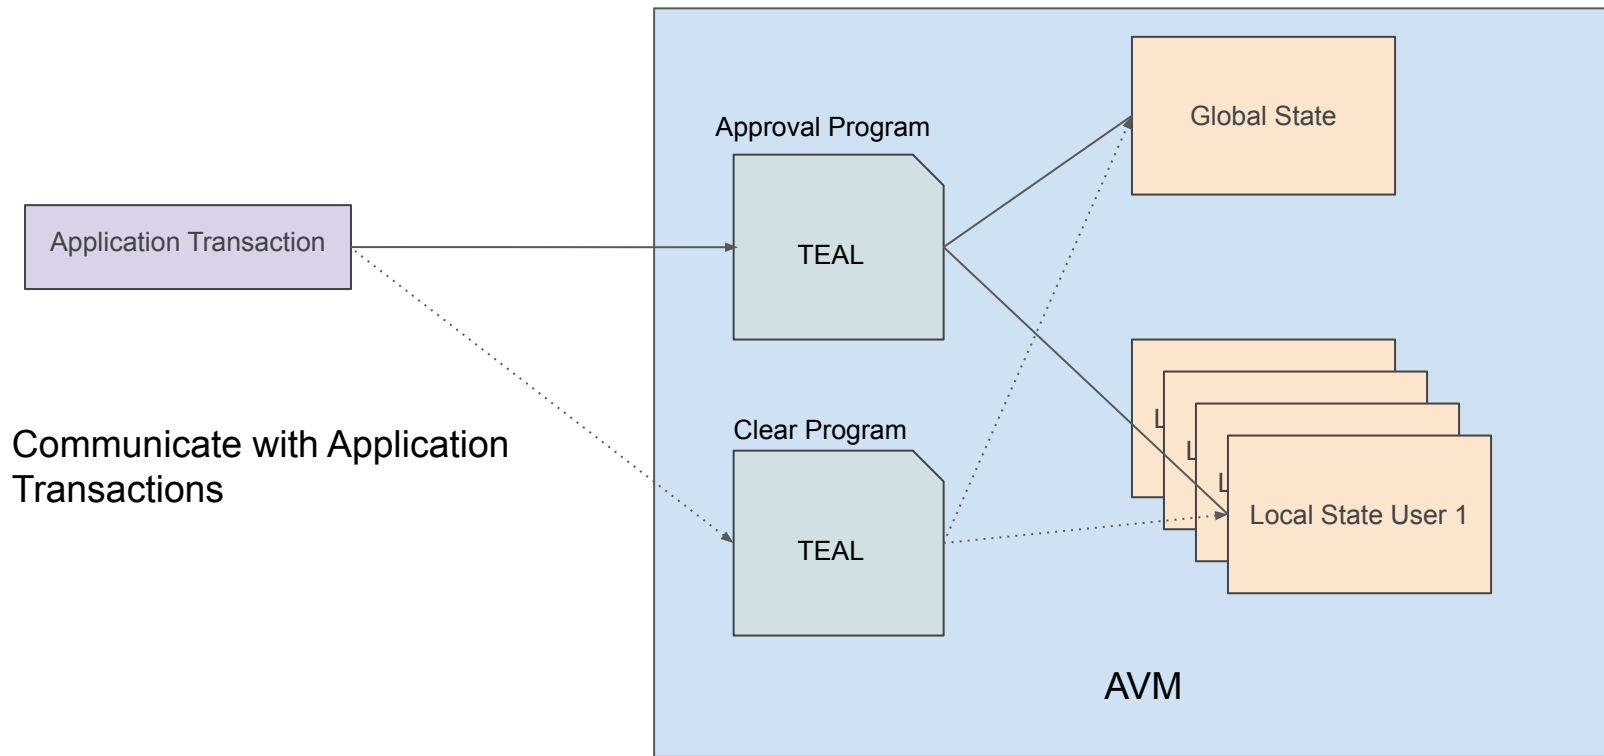 Global State
Approval Program
Application Transaction
TEAL
Clear Program
Communicate with Application
Transactions
L
L
L
Local State User 1
TEAL
AVM